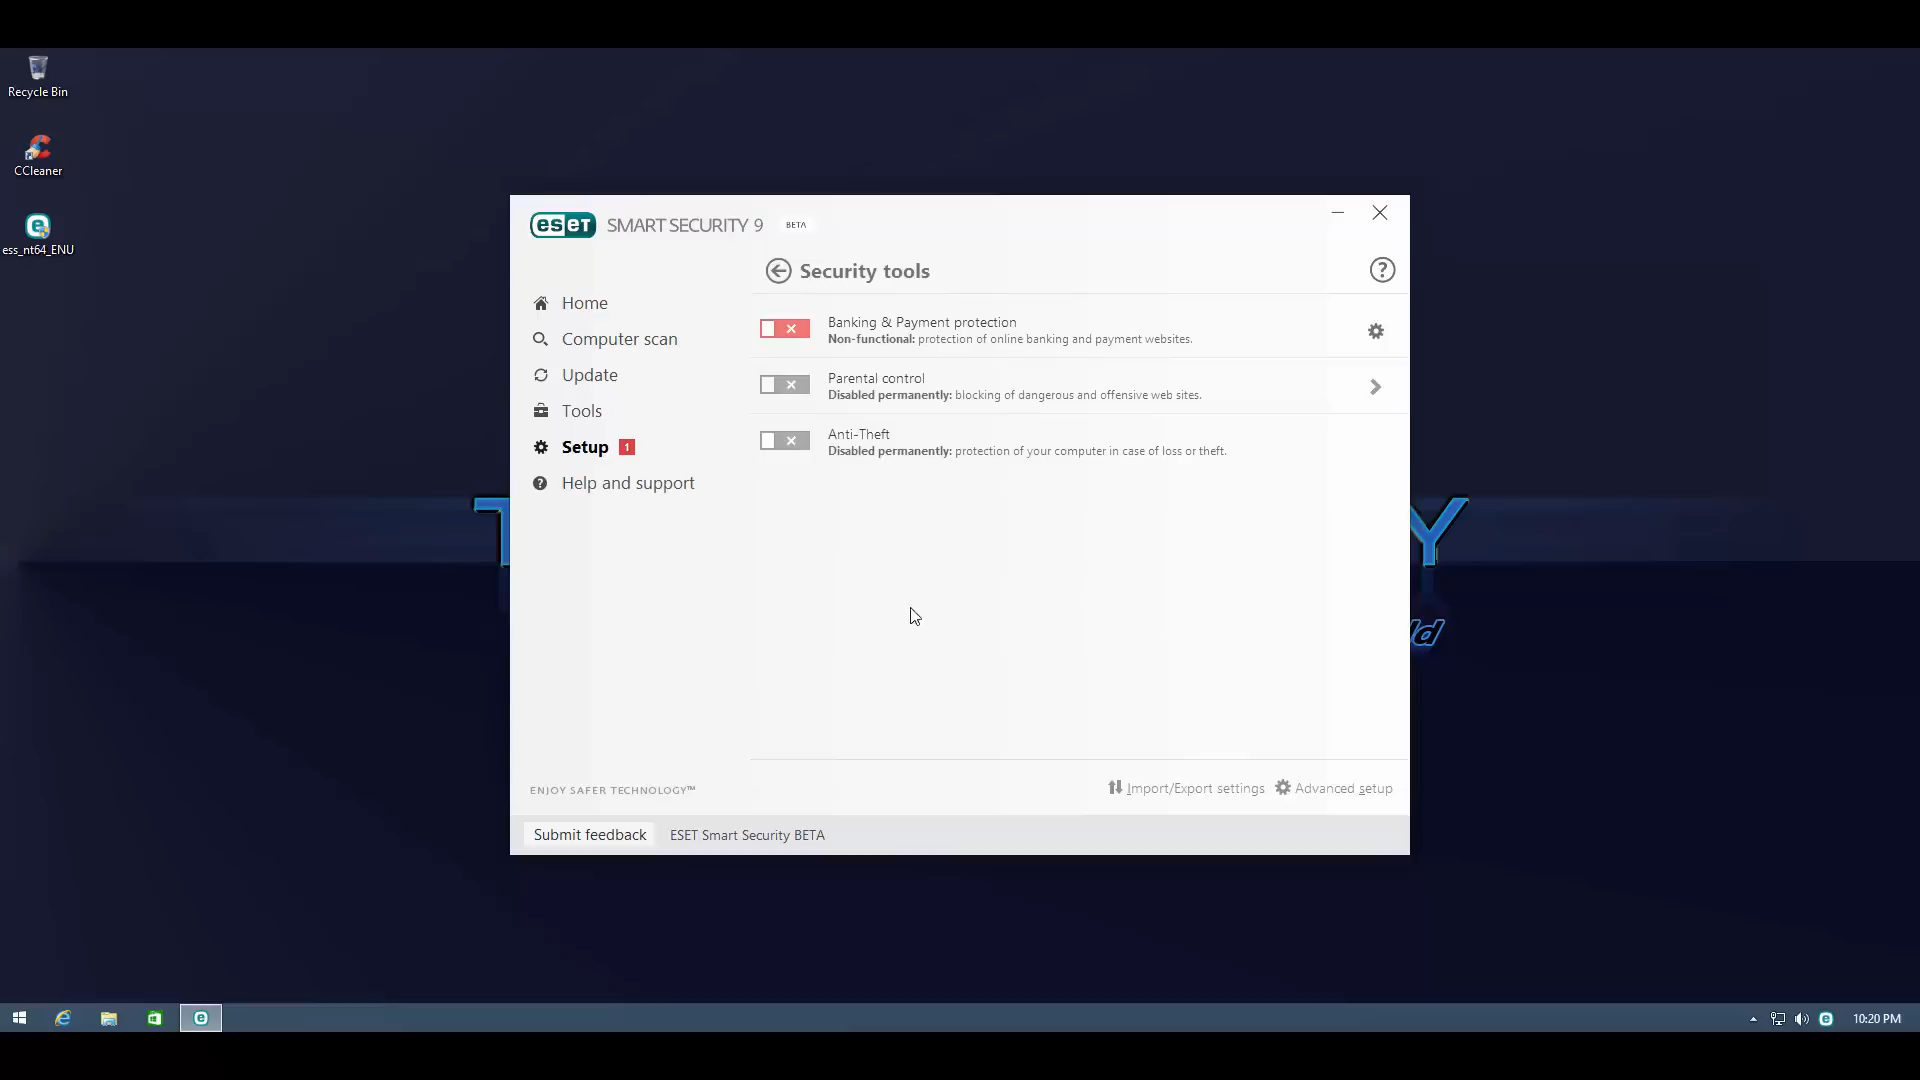 Recycle Bin
CCleaner
ess_nt64_ENU
eset SMART SECURITY 9 BETA
Security tools
Home
Computer scan
Update
Tools
Setup 1
Help and support
Banking & Payment protection
Non-functional: protection of online banking and payment websites.
Parental control
Disabled permanently: blocking of dangerous and offensive web sites.
Anti-Theft
Disabled permanently: protection of your computer in case of loss or theft.
T
Y
ld
ENJOY SAFER TECHNOLOGY™
Import/Export settings Advanced setup
Submit feedback ESET Smart Security BETA
10:20 PM